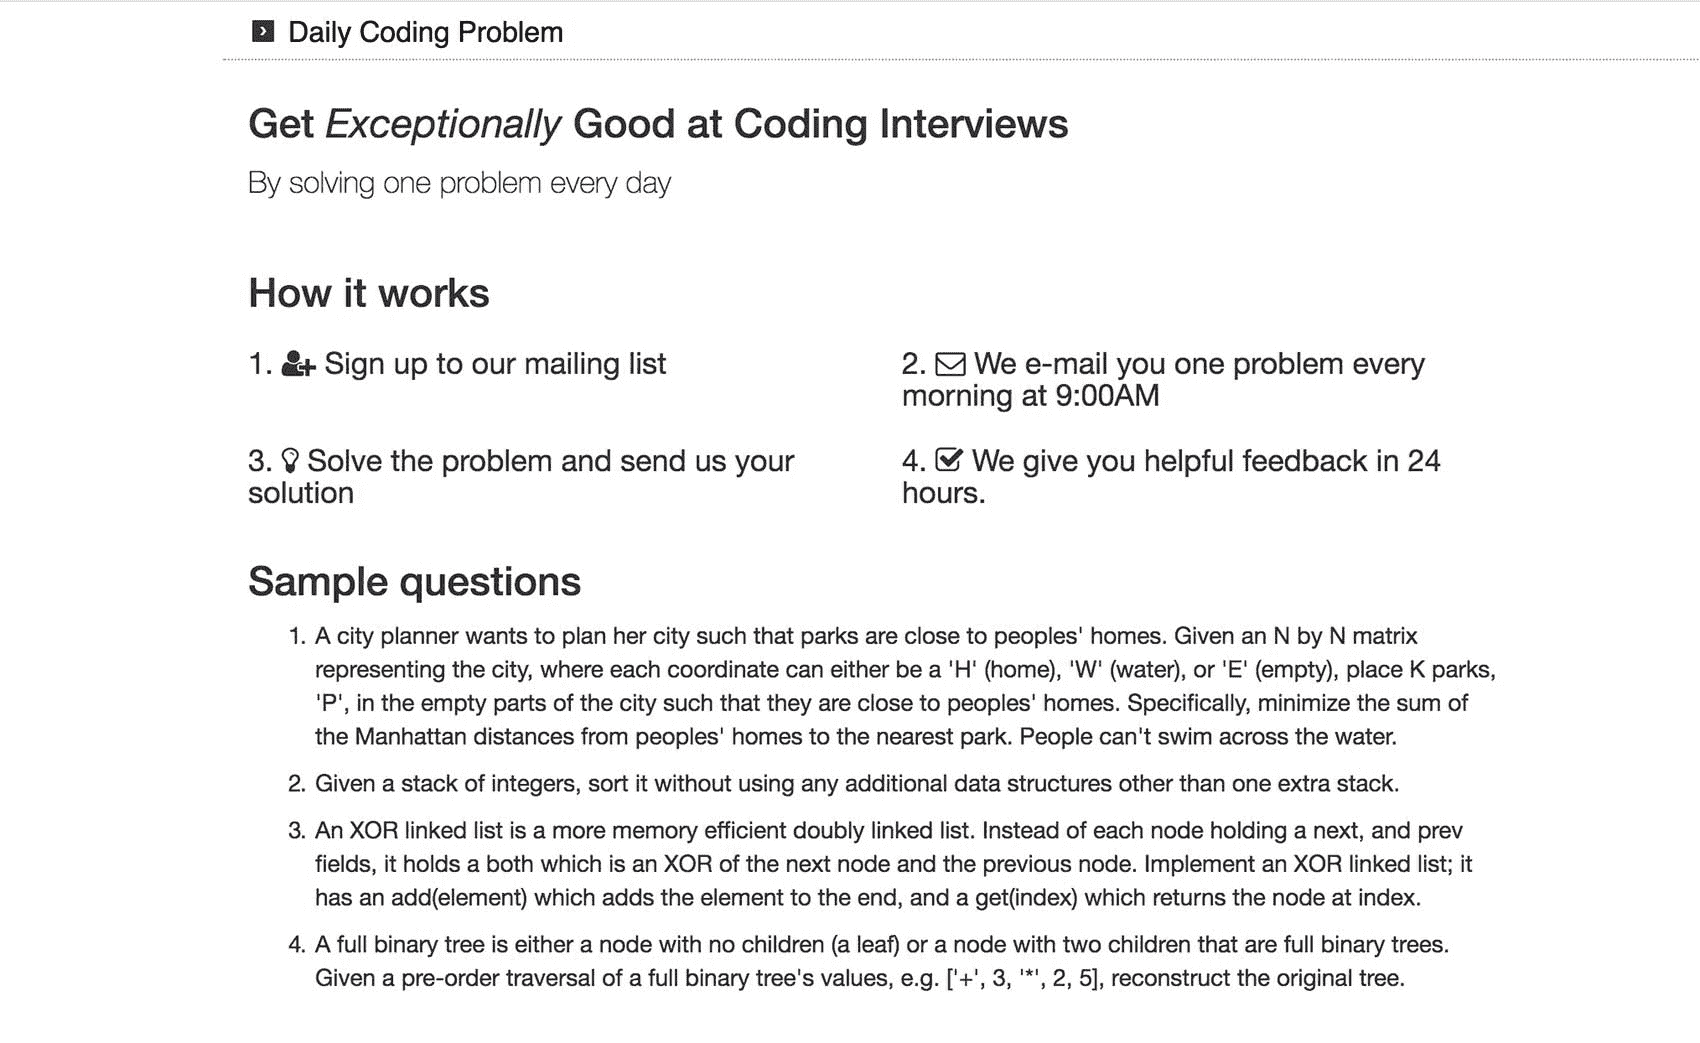 Daily Coding Problem
Get Exceptionally Good at Coding Interviews
By solving one problem every day
How it works
1. Sign up to our mailing list
2. We e-mail you one problem every
morning at 9:00AM
3. Solve the problem and send us your
solution
4. We give you helpful feedback in 24
hours.
Sample questions
1. A city planner wants to plan her city such that parks are close to peoples' homes. Given an N by N matrix
representing the city, where each coordinate can either be a 'H' (home), 'W' (water), or 'E' (empty), place K parks,
'P', in the empty parts of the city such that they are close to peoples' homes. Specifically, minimize the sum of
the Manhattan distances from peoples' homes to the nearest park. People can't swim across the water.
2. Given a stack of integers, sort it without using any additional data structures other than one extra stack.
3. An XOR linked list is a more memory efficient doubly linked list. Instead of each node holding a next, and prev
fields, it holds a both which is an XOR of the next node and the previous node. Implement an XOR linked list; it
has an add(element) which adds the element to the end, and a get(index) which returns the node at index.
4. A full binary tree is either a node with no children (a leaf) or a node with two children that are full binary trees.
Given a pre-order traversal of a full binary tree's values, e.g. ['+', 3, '*', 2, 5], reconstruct the original tree.